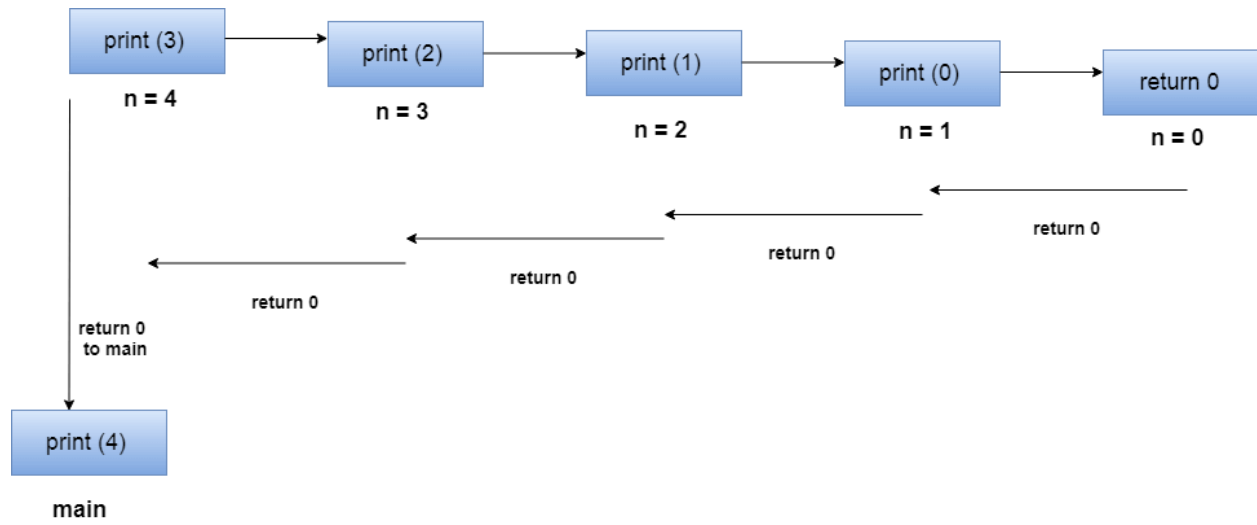 print (3)
print (2)
print (1)
print (0)
return 0
n = 4
n = 3
n = 2
n = 1
n = 0
return 0
return 0
return 0
return 0
return 0
to main
print (4)
main